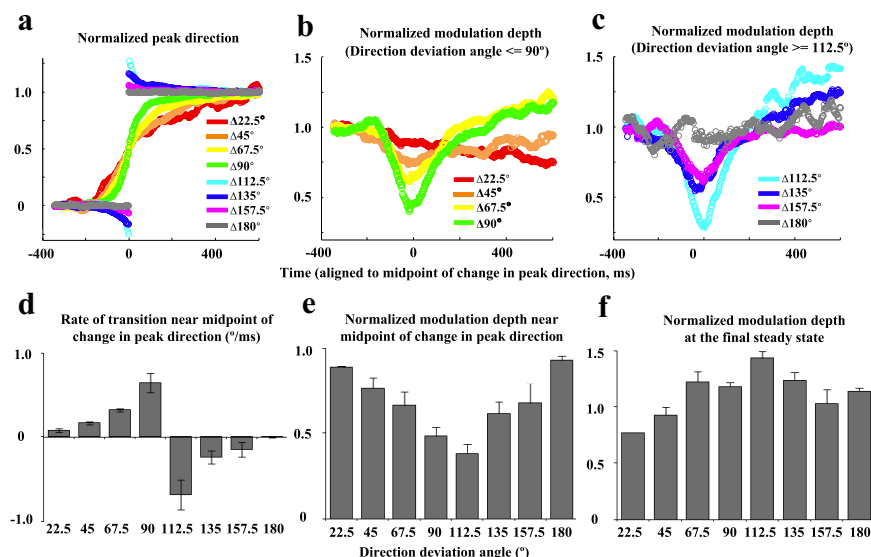 a
Normalized peak direction
1.0
0.5
0
-400
0
400
Δ22.5°
Δ45°
Δ67.5°
Δ90°
Δ112.5°
Δ135°
Δ157.5°
Δ180°
b
Normalized modulation depth
(Direction deviation angle <= 90º)
1.5
1.0
0.5
-400
0
400
Δ22.5°
Δ45°
Δ67.5°
Δ90°
c
Normalized modulation depth
(Direction deviation angle >= 112.5º)
1.5
1.0
0.5
-400
0
400
Δ112.5°
Δ135°
Δ157.5°
Δ180°
Time (aligned to midpoint of change in peak direction, ms)
d
Rate of transition near midpoint of
change in peak direction (º/ms)
1.0
0
-1.0
22.5 45 67.5 90 112.5 135 157.5 180
e
Normalized modulation depth near
midpoint of change in peak direction
1.0
0.5
0
22.5 45 67.5 90 112.5 135 157.5 180
f
Normalized modulation depth
at the final steady state
1.5
1.0
0.5
0
22.5 45 67.5 90 112.5 135 157.5 180
Direction deviation angle (º)